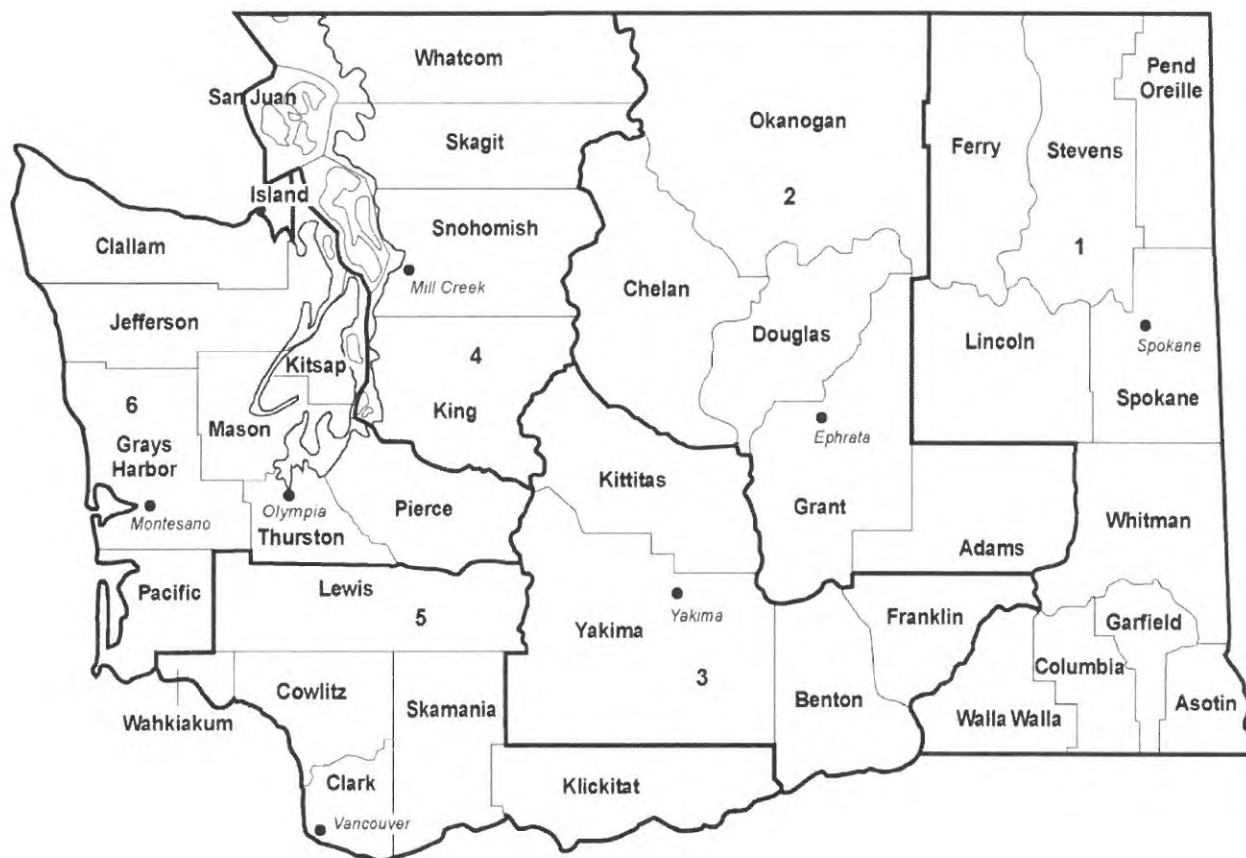 Whatcom
Pend
Oreille
San Juan
Okanogan
Skagit
Ferry
Stevens
Island
2
Snohomish
1
Clallam
Mill Creek
Chelan
Jefferson
Douglas
Lincoln
Spokane
Kitsap
4
Spokane
6
King
Mason
Ephrata
Grays
Harbor
Kittitas
Olympia
Pierce
Grant
Whitman
Montesano
Thurston
Adams
Pacific
Lewis
5
Yakima
Yakima
Franklin
Garfield
Columbia
Cowlitz
Skamania
3
Benton
Asotin
Wahkiakum
Walla Walla
Clark
Klickitat
Vancouver